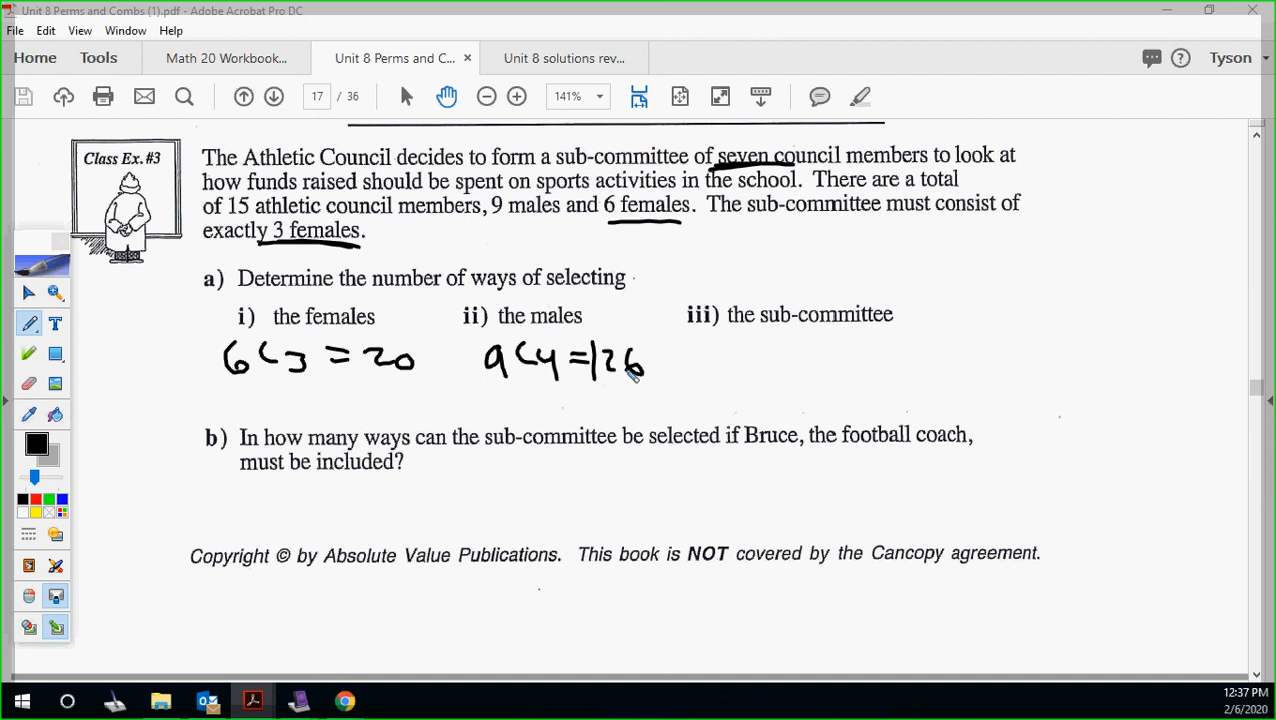 Unit 8 Perms and Combs (1).pdf - Adobe Acrobat Pro DC
File Edit View Window Help
Home Tools Math 20 Workbook... Unit 8 Perms and C... × Unit 8 solutions rev... Tyson
17 / 36 141%
Class Ex. #3
The Athletic Council decides to form a sub-committee of seven council members to look at
how funds raised should be spent on sports activities in the school. There are a total
of 15 athletic council members, 9 males and 6 females. The sub-committee must consist of
exactly 3 females.
a) Determine the number of ways of selecting
i) the females ii) the males iii) the sub-committee
6C3 = 20 9C4 = 126
b) In how many ways can the sub-committee be selected if Bruce, the football coach,
must be included?
Copyright © by Absolute Value Publications. This book is NOT covered by the Cancopy agreement.
12:37 PM
2/6/2020